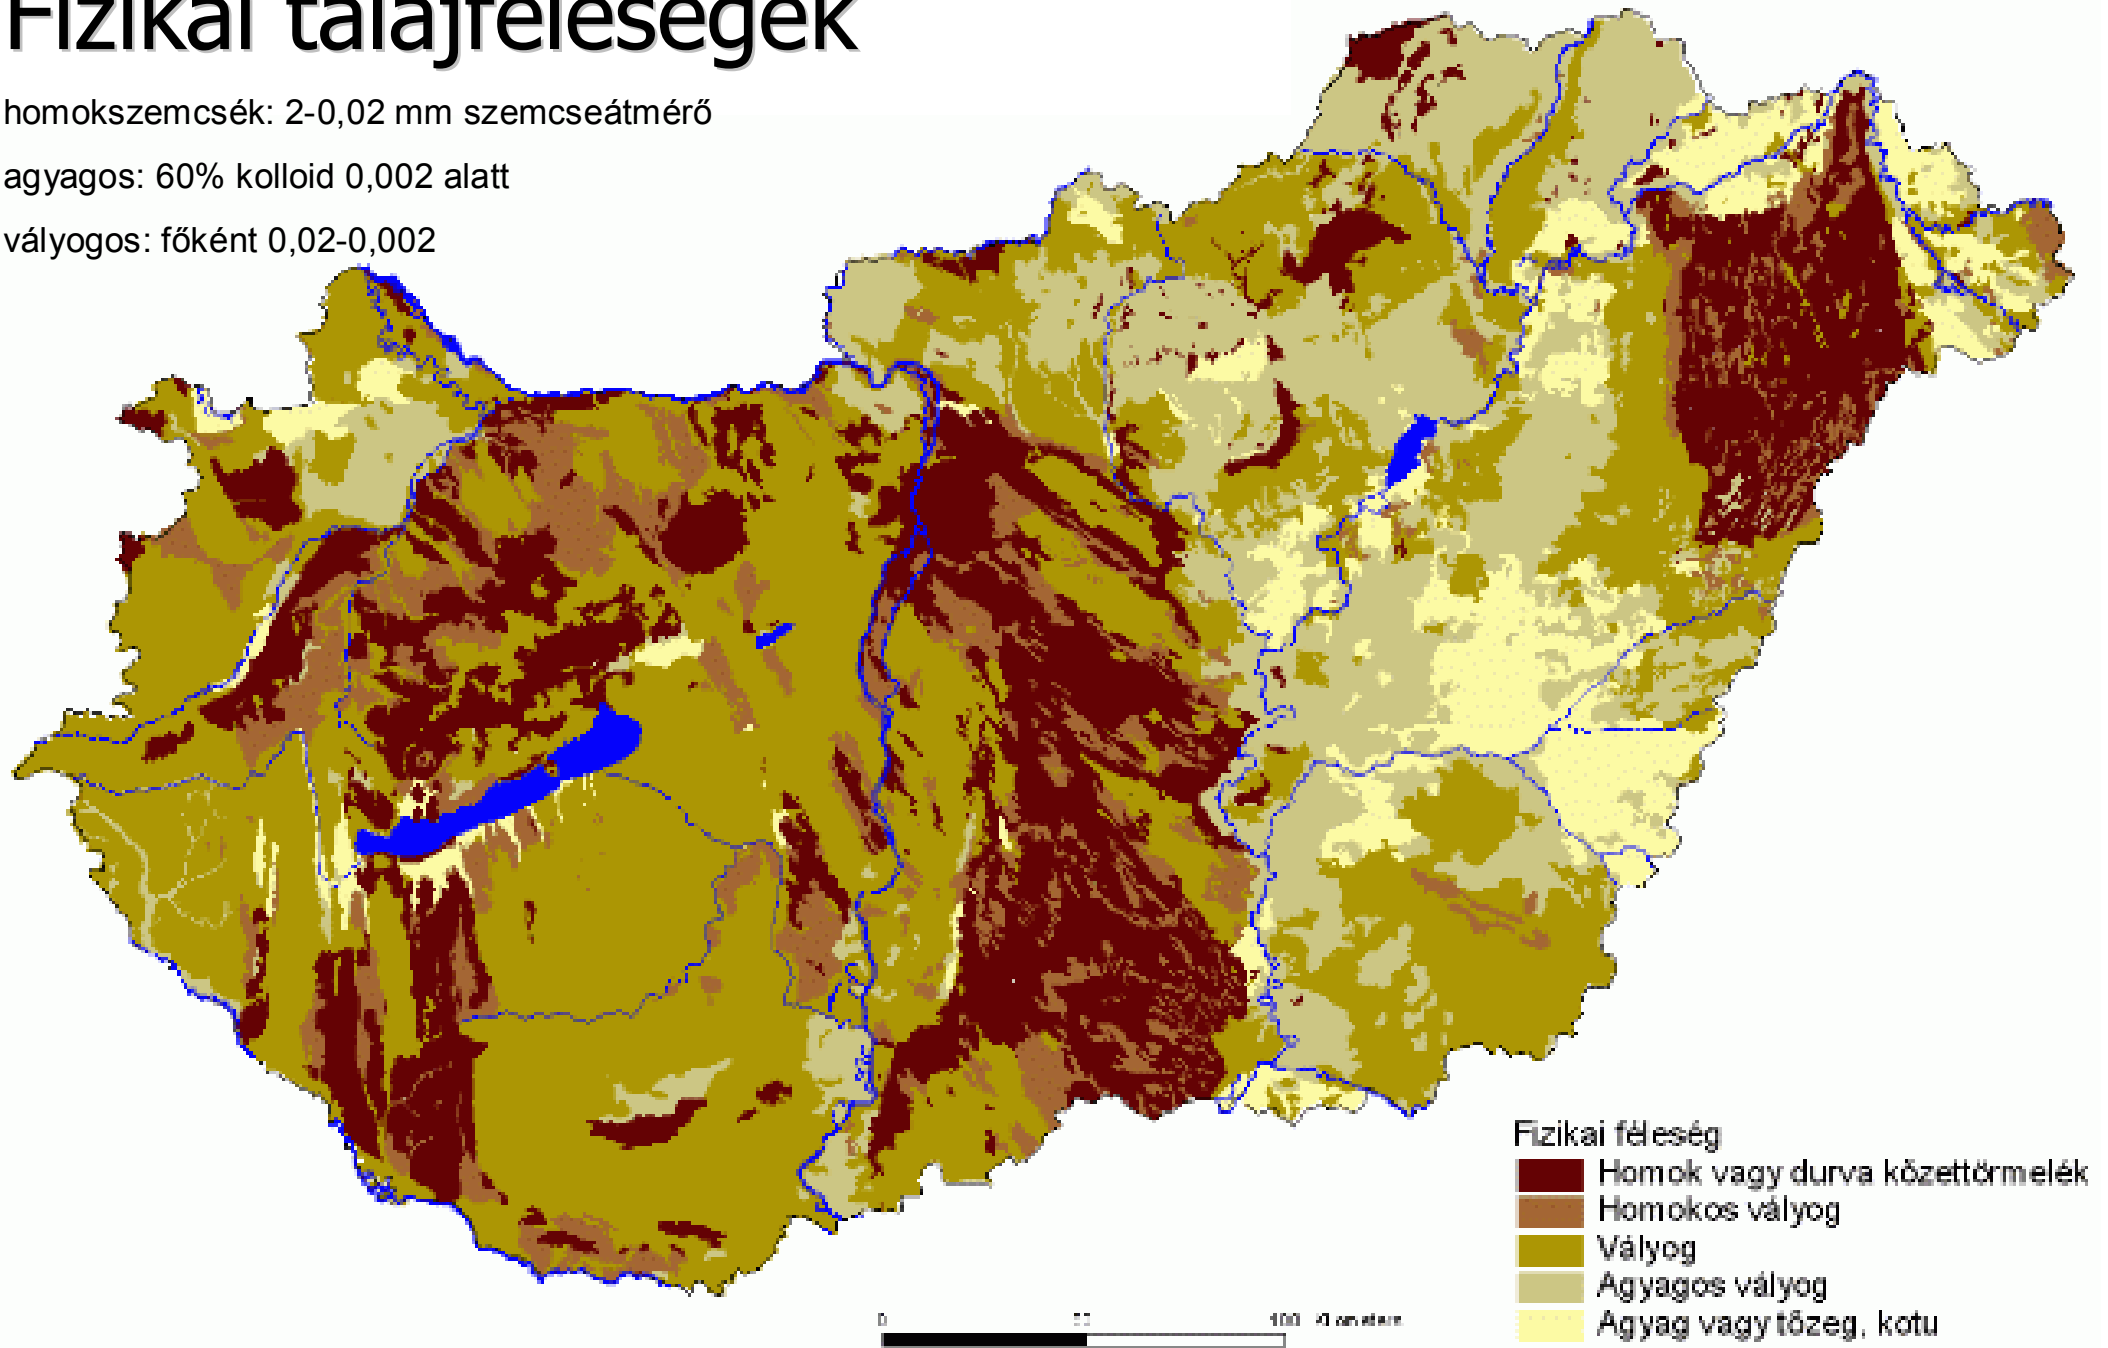 Fizikai talajféleségek
homokszemcsék: 2-0,02 mm szemcseátmérő
agyagos: 60% kolloid 0,002 alatt
vályogos: főként 0,02-0,002
Fizikai féleség
Homok vagy durva kőzettörmelék
Homokos vályog
Vályog
Agyagos vályog
Agyag vagy tőzeg, kotu
0 100